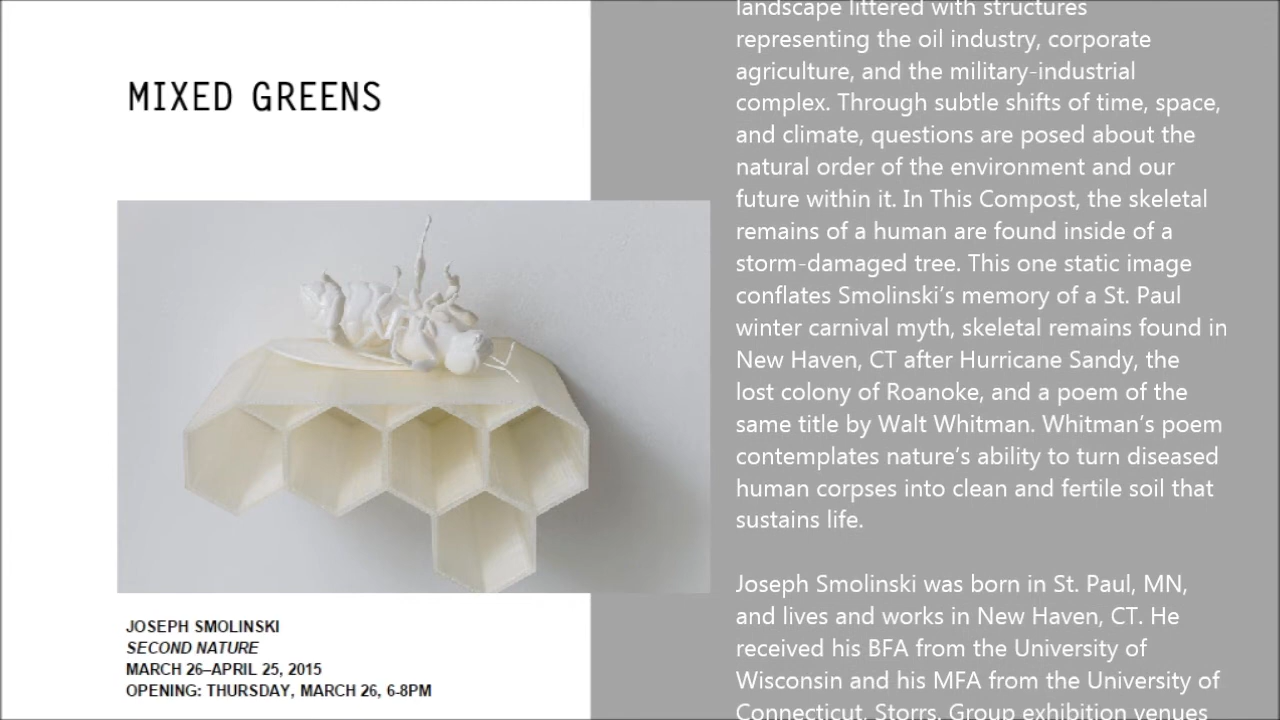 MIXED GREENS
JOSEPH SMOLINSKI
SECOND NATURE
MARCH 26–APRIL 25, 2015
OPENING: THURSDAY, MARCH 26, 6-8PM
landscape littered with structures
representing the oil industry, corporate
agriculture, and the military-industrial
complex. Through subtle shifts of time, space,
and climate, questions are posed about the
natural order of the environment and our
future within it. In This Compost, the skeletal
remains of a human are found inside of a
storm-damaged tree. This one static image
conflates Smolinski’s memory of a St. Paul
winter carnival myth, skeletal remains found in
New Haven, CT after Hurricane Sandy, the
lost colony of Roanoke, and a poem of the
same title by Walt Whitman. Whitman’s poem
contemplates nature’s ability to turn diseased
human corpses into clean and fertile soil that
sustains life.
Joseph Smolinski was born in St. Paul, MN,
and lives and works in New Haven, CT. He
received his BFA from the University of
Wisconsin and his MFA from the University of
Connecticut, Storrs. Group exhibition venues